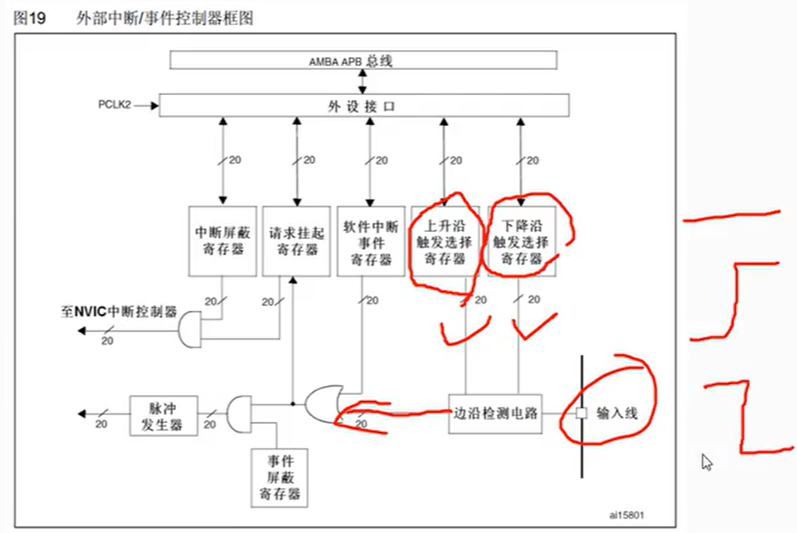 图19 外部中断/事件控制器框图
AMBA APB 总线
PCLK2
外设接口
20
20
20
20
20
中断屏蔽
寄存器
请求挂起
寄存器
软件中断
事件
寄存器
上升沿
触发选择
寄存器
下降沿
触发选择
寄存器
20
20
20
20
20
至NVIC中断控制器
20
脉冲
发生器
20
20
20
边沿检测电路
输入线
事件
屏蔽
寄存器
ai15801